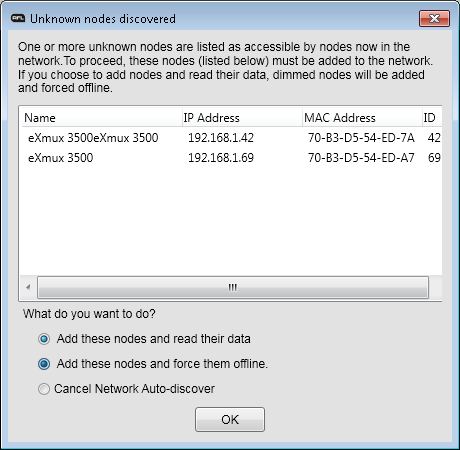 AFL Unknown nodes discovered
One or more unknown nodes are listed as accessible by nodes now in the
network.To proceed, these nodes (listed below) must be added to the network.
If you choose to add nodes and read their data, dimmed nodes will be added
and forced offline.
Name IP Address MAC Address ID
eXmux 3500eXmux 3500 192.168.1.42 70-B3-D5-54-ED-7A 42
eXmux 3500 192.168.1.69 70-B3-D5-54-ED-A7 69
What do you want to do?
Add these nodes and read their data
Add these nodes and force them offline.
Cancel Network Auto-discover
OK